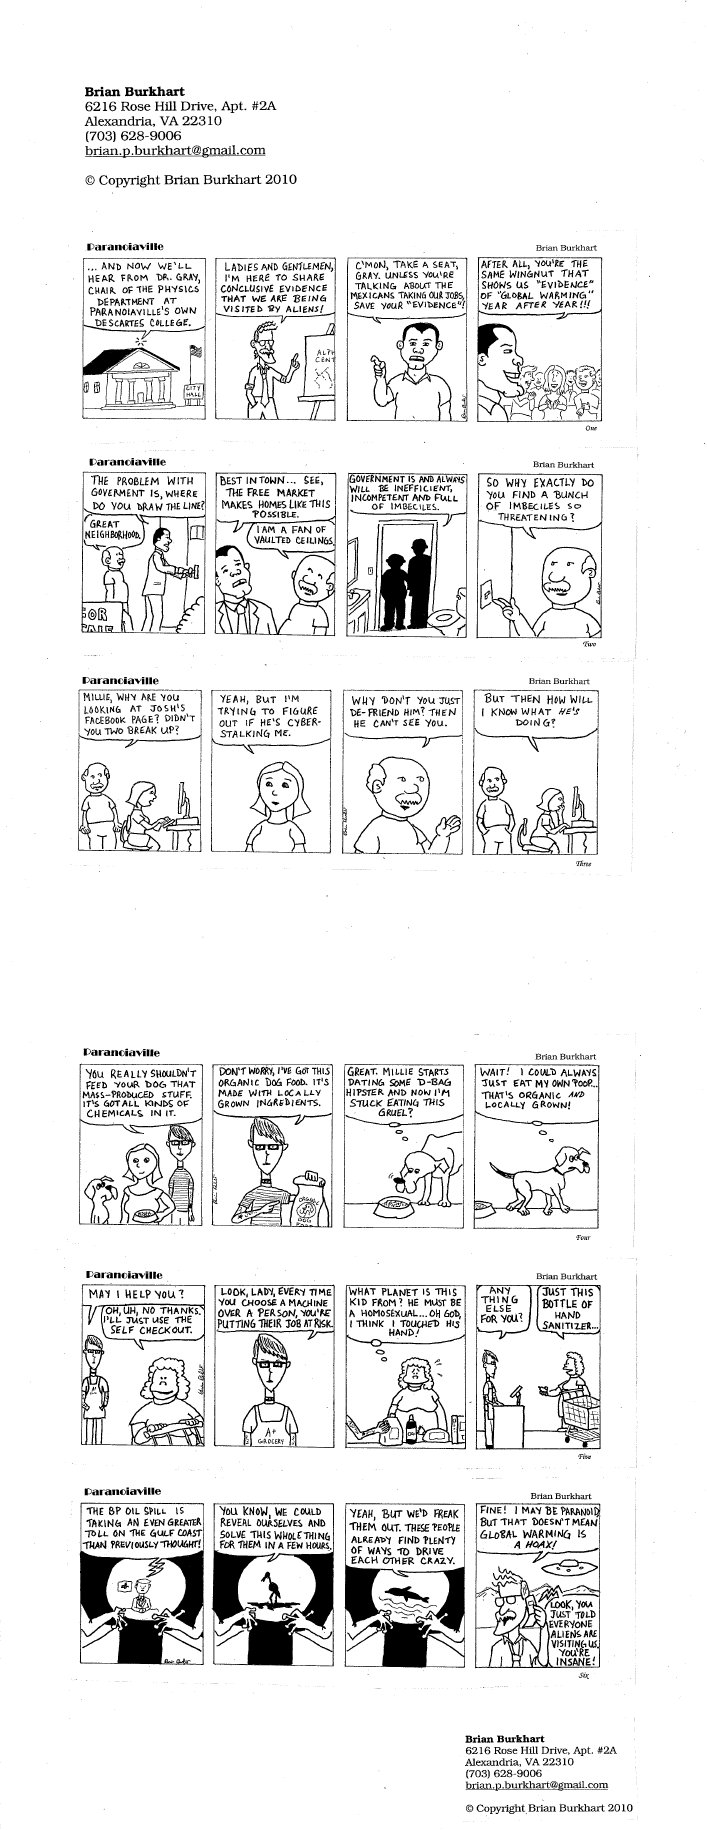 Brian Burkhart
6216 Rose Hill Drive, Apt. #2A
Alexandria, VA 22310
(703) 628-9006
brian.p.burkhart@gmail.com
© Copyright Brian Burkhart 2010
Paranoiaville
Brian Burkhart
... AND NOW WE'LL
HEAR FROM DR. GRAY,
CHAIR OF THE PHYSICS
DEPARTMENT AT
PARANOIAVILLE'S OWN
DESCARTES COLLEGE.
CITY
HALL
LADIES AND GENTLEMEN,
I'M HERE TO SHARE
CONCLUSIVE EVIDENCE
THAT WE ARE BEING
VISITED BY ALIENS!
ALPH
CENT
C'MON, TAKE A SEAT,
GRAY. UNLESS YOU'RE
TALKING ABOUT THE
MEXICANS TAKING OUR JOBS,
SAVE YOUR "EVIDENCE"!
AFTER ALL, YOU'RE THE
SAME WINGNUT THAT
SHOWS US "EVIDENCE"
OF "GLOBAL WARMING"
YEAR AFTER YEAR!!!
One
Paranoiaville
Brian Burkhart
THE PROBLEM WITH
GOVERMENT IS, WHERE
DO YOU DRAW THE LINE?
GREAT
NEIGHBORHOOD.
FOR
SALE
BEST IN TOWN... SEE,
THE FREE MARKET
MAKES HOMES LIKE THIS
POSSIBLE.
I AM A FAN OF
VAULTED CEILINGS.
GOVERNMENT IS AND ALWAYS
WILL BE INEFFICIENT,
INCOMPETENT AND FULL
OF IMBECILES.
SO WHY EXACTLY DO
YOU FIND A BUNCH
OF IMBECILES SO
THREATENING?
Two
Paranoiaville
Brian Burkhart
MILLIE, WHY ARE YOU
LOOKING AT JOSH'S
FACEBOOK PAGE? DIDN'T
YOU TWO BREAK UP?
YEAH, BUT I'M
TRYING TO FIGURE
OUT IF HE'S CYBER-
STALKING ME.
WHY DON'T YOU JUST
DE-FRIEND HIM? THEN
HE CAN'T SEE YOU.
BUT THEN HOW WILL
I KNOW WHAT HE'S
DOING?
Three
Paranoiaville
Brian Burkhart
YOU REALLY SHOULDN'T
FEED YOUR DOG THAT
MASS-PRODUCED STUFF.
IT'S GOT ALL KINDS OF
CHEMICALS IN IT.
DON'T WORRY, I'VE GOT THIS
ORGANIC DOG FOOD. IT'S
MADE WITH LOCALLY
GROWN INGREDIENTS.
ORGANIC
DOG
FOOD
GREAT. MILLIE STARTS
DATING SOME D-BAG
HIPSTER AND NOW I'M
STUCK EATING THIS
GRUEL?
WAIT! I COULD ALWAYS
JUST EAT MY OWN POOP...
THAT'S ORGANIC AND
LOCALLY GROWN!
Four
Paranoiaville
Brian Burkhart
MAY I HELP YOU?
OH, UH, NO THANKS.
I'LL JUST USE THE
SELF CHECKOUT.
LOOK, LADY, EVERY TIME
YOU CHOOSE A MACHINE
OVER A PERSON, YOU'RE
PUTTING THEIR JOB AT RISK.
A+
GROCERY
WHAT PLANET IS THIS
KID FROM? HE MUST BE
A HOMOSEXUAL... OH GOD,
I THINK I TOUCHED HIS
HAND!
ANY
THING
ELSE
FOR YOU?
JUST THIS
BOTTLE OF
HAND
SANITIZER...
Five
Paranoiaville
Brian Burkhart
THE BP OIL SPILL IS
TAKING AN EVEN GREATER
TOLL ON THE GULF COAST
THAN PREVIOUSLY THOUGHT!
YOU KNOW, WE COULD
REVEAL OURSELVES AND
SOLVE THIS WHOLE THING
FOR THEM IN A FEW HOURS.
YEAH, BUT WE'D FREAK
THEM OUT. THESE PEOPLE
ALREADY FIND PLENTY
OF WAYS TO DRIVE
EACH OTHER CRAZY.
FINE! I MAY BE PARANOID,
BUT THAT DOESN'T MEAN
GLOBAL WARMING IS
A HOAX!
LOOK, YOU
JUST TOLD
EVERYONE
ALIENS ARE
VISITING US.
YOU'RE
INSANE!
Six
Brian Burkhart
6216 Rose Hill Drive, Apt. #2A
Alexandria, VA 22310
(703) 628-9006
brian.p.burkhart@gmail.com
© Copyright Brian Burkhart 2010